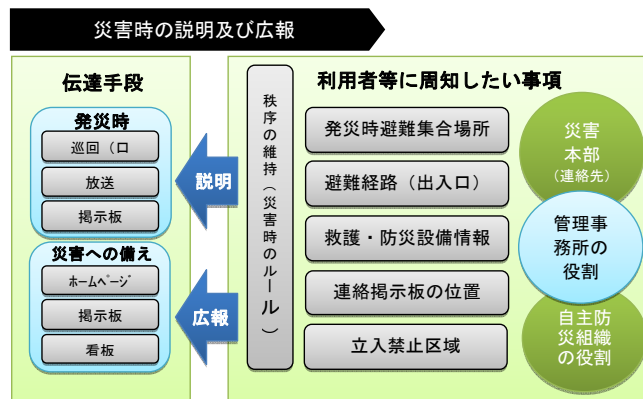 災害時の説明及び広報
伝達手段
発災時
巡回（口
放送
掲示板
災害への備え
ホームページ
掲示板
看板
説明
広報
利用者等に周知したい事項
秩序の維持（災害時のルール）
発災時避難集合場所
避難経路（出入口）
救護・防災設備情報
連絡掲示板の位置
立入禁止区域
災害
本部
（連絡先）
管理事
務所の
役割
自主防
災組織
の役割